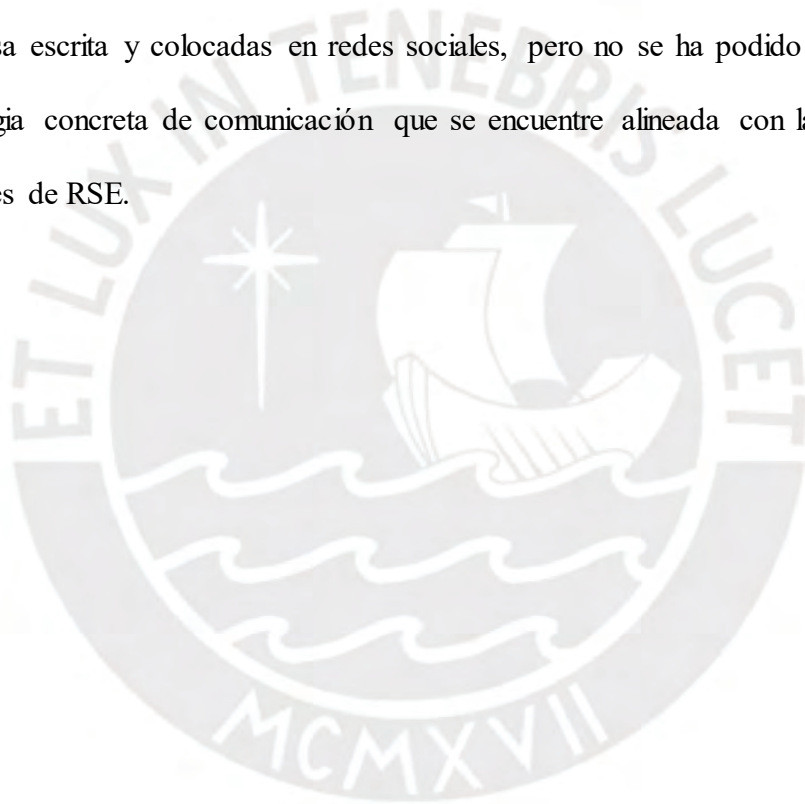 sa escrita y colocadas en redes sociales, pero no se ha podido
gia concreta de comunicación que se encuentre alineada con
es de RSE.
ET LUX IN TENEBRIS LUCET
MCMXVII